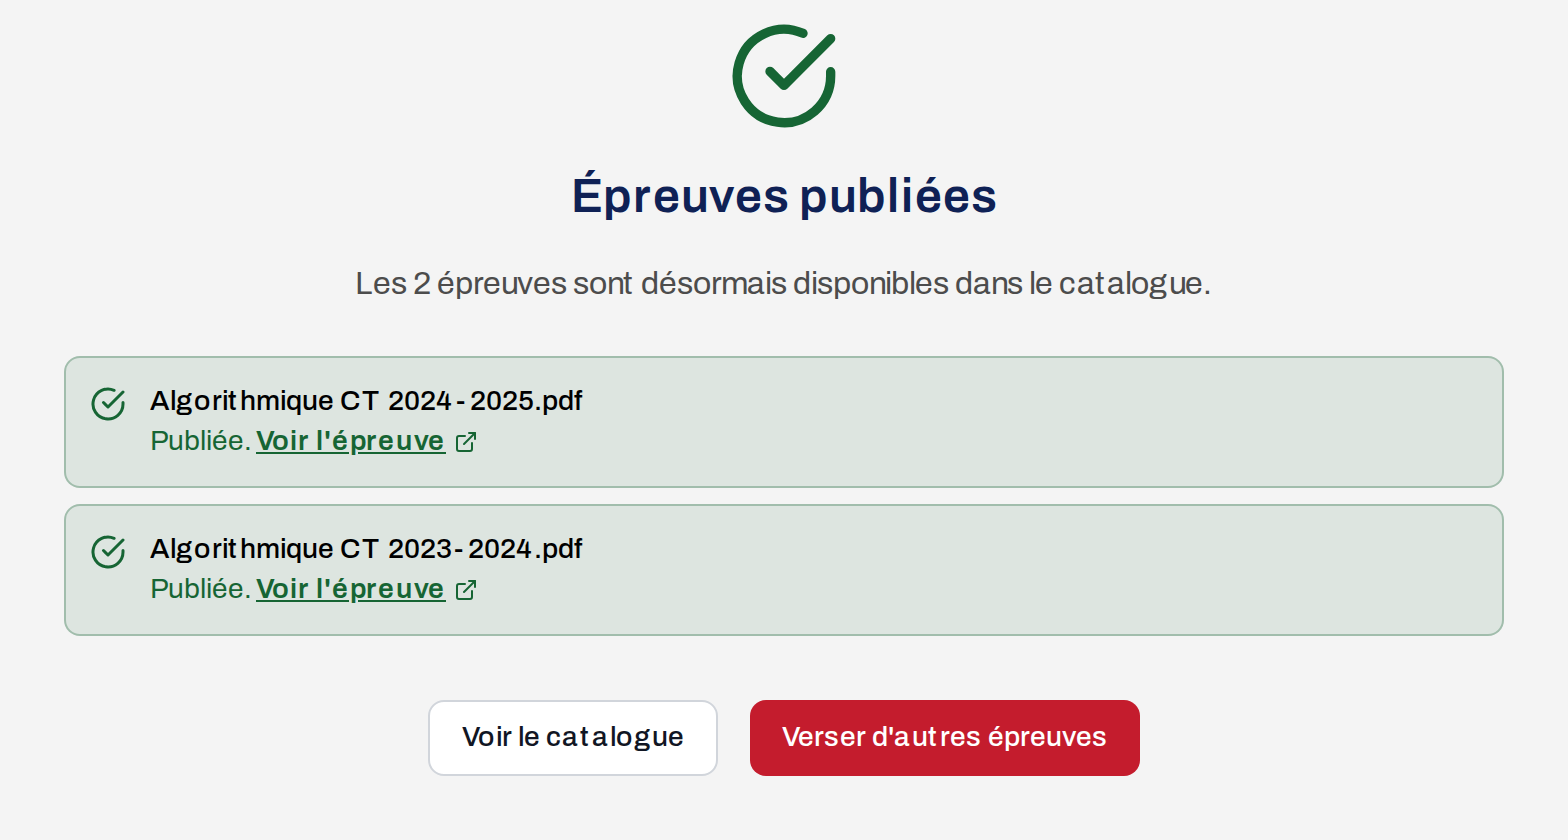 Épreuves publiées
Les 2 épreuves sont désormais disponibles dans le catalogue.
Algorithmique CT 2024-2025.pdf
Publiée. Voir l'épreuve
Algorithmique CT 2023-2024.pdf
Publiée. Voir l'épreuve
Voir le catalogue
Verser d'autres épreuves